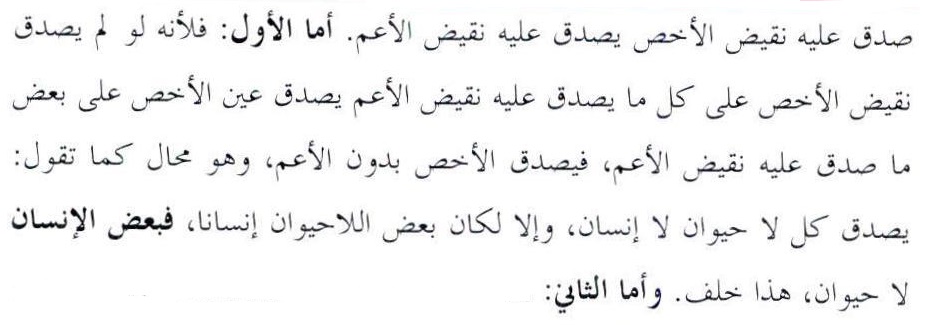 صدق عليه نقيض الأخص يصدق عليه نقيض الأعم. أما الأول: فلأنه لو لم يصدق
نقيض الأخص على كل ما يصدق عليه نقيض الأعم يصدق عين الأخص على بعض
ما صدق عليه نقيض الأعم، فيصدق الأخص بدون الأعم، وهو محال كما تقول:
يصدق كل لا حيوان لا إنسان، وإلا لكان بعض اللاحيوان إنسانا، فبعض الإنسان
لا حيوان، هذا خلف. وأما الثاني: